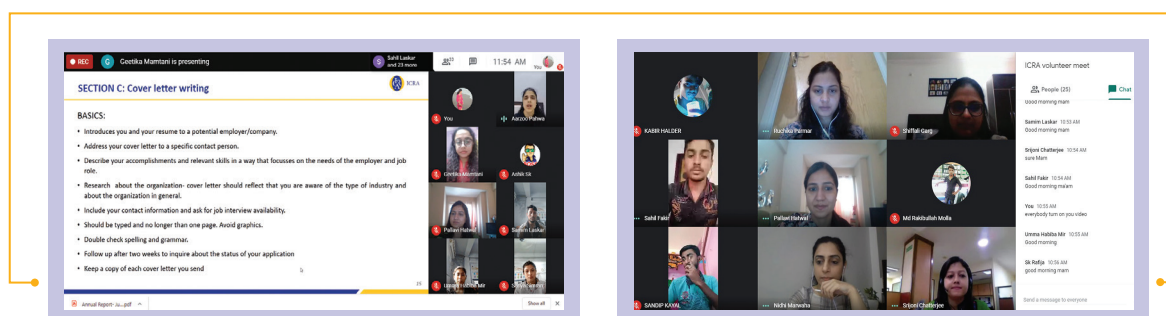 REC
G
Geetika Mamtani is presenting
S
Sahil Laskar
and 23 more
11:54 AM
You
ICRA
SECTION C: Cover letter writing
BASICS:
• Introduces you and your resume to a potential employer/company.
• Address your cover letter to a specific contact person.
• Describe your accomplishments and relevant skills in a way that focusses on the needs of the employer and job
role.
• Research about the organization- cover letter should reflect that you are aware of the type of industry and
about the organization in general.
• Include your contact information and ask for job interview availability.
• Should be typed and no longer than one page. Avoid graphics.
• Double check spelling and grammar.
• Follow up after two weeks to inquire about the status of your application
• Keep a copy of each cover letter you send
You
Aarzoo Pahwa
Geetika Mamtani
Ashik Sk
Pallavi Hatwal
Samim Laskar
Umma Habiba Mir
Annual Report- Ju....pdf
Show all
KABIR HALDER
Ruchika Parmar
Shiffali Garg
Sahil Fakir
Pallavi Hatwal
Md Rakibullah Molla
SANDIP KAYAL
Nidhi Marwaha
Srijoni Chatterjee
ICRA volunteer meet
People (25)
Chat
Good morning mam
Samim Laskar 10:53 AM
Good morning mam
Srijoni Chatterjee 10:54 AM
sure Mam
Sahil Fakir 10:54 AM
Good morning ma'am
You 10:55 AM
everybody turn on you video
Umma Habiba Mir 10:55 AM
Good morning
Sk Rafija 10:56 AM
good morning mam
Send a message to everyone